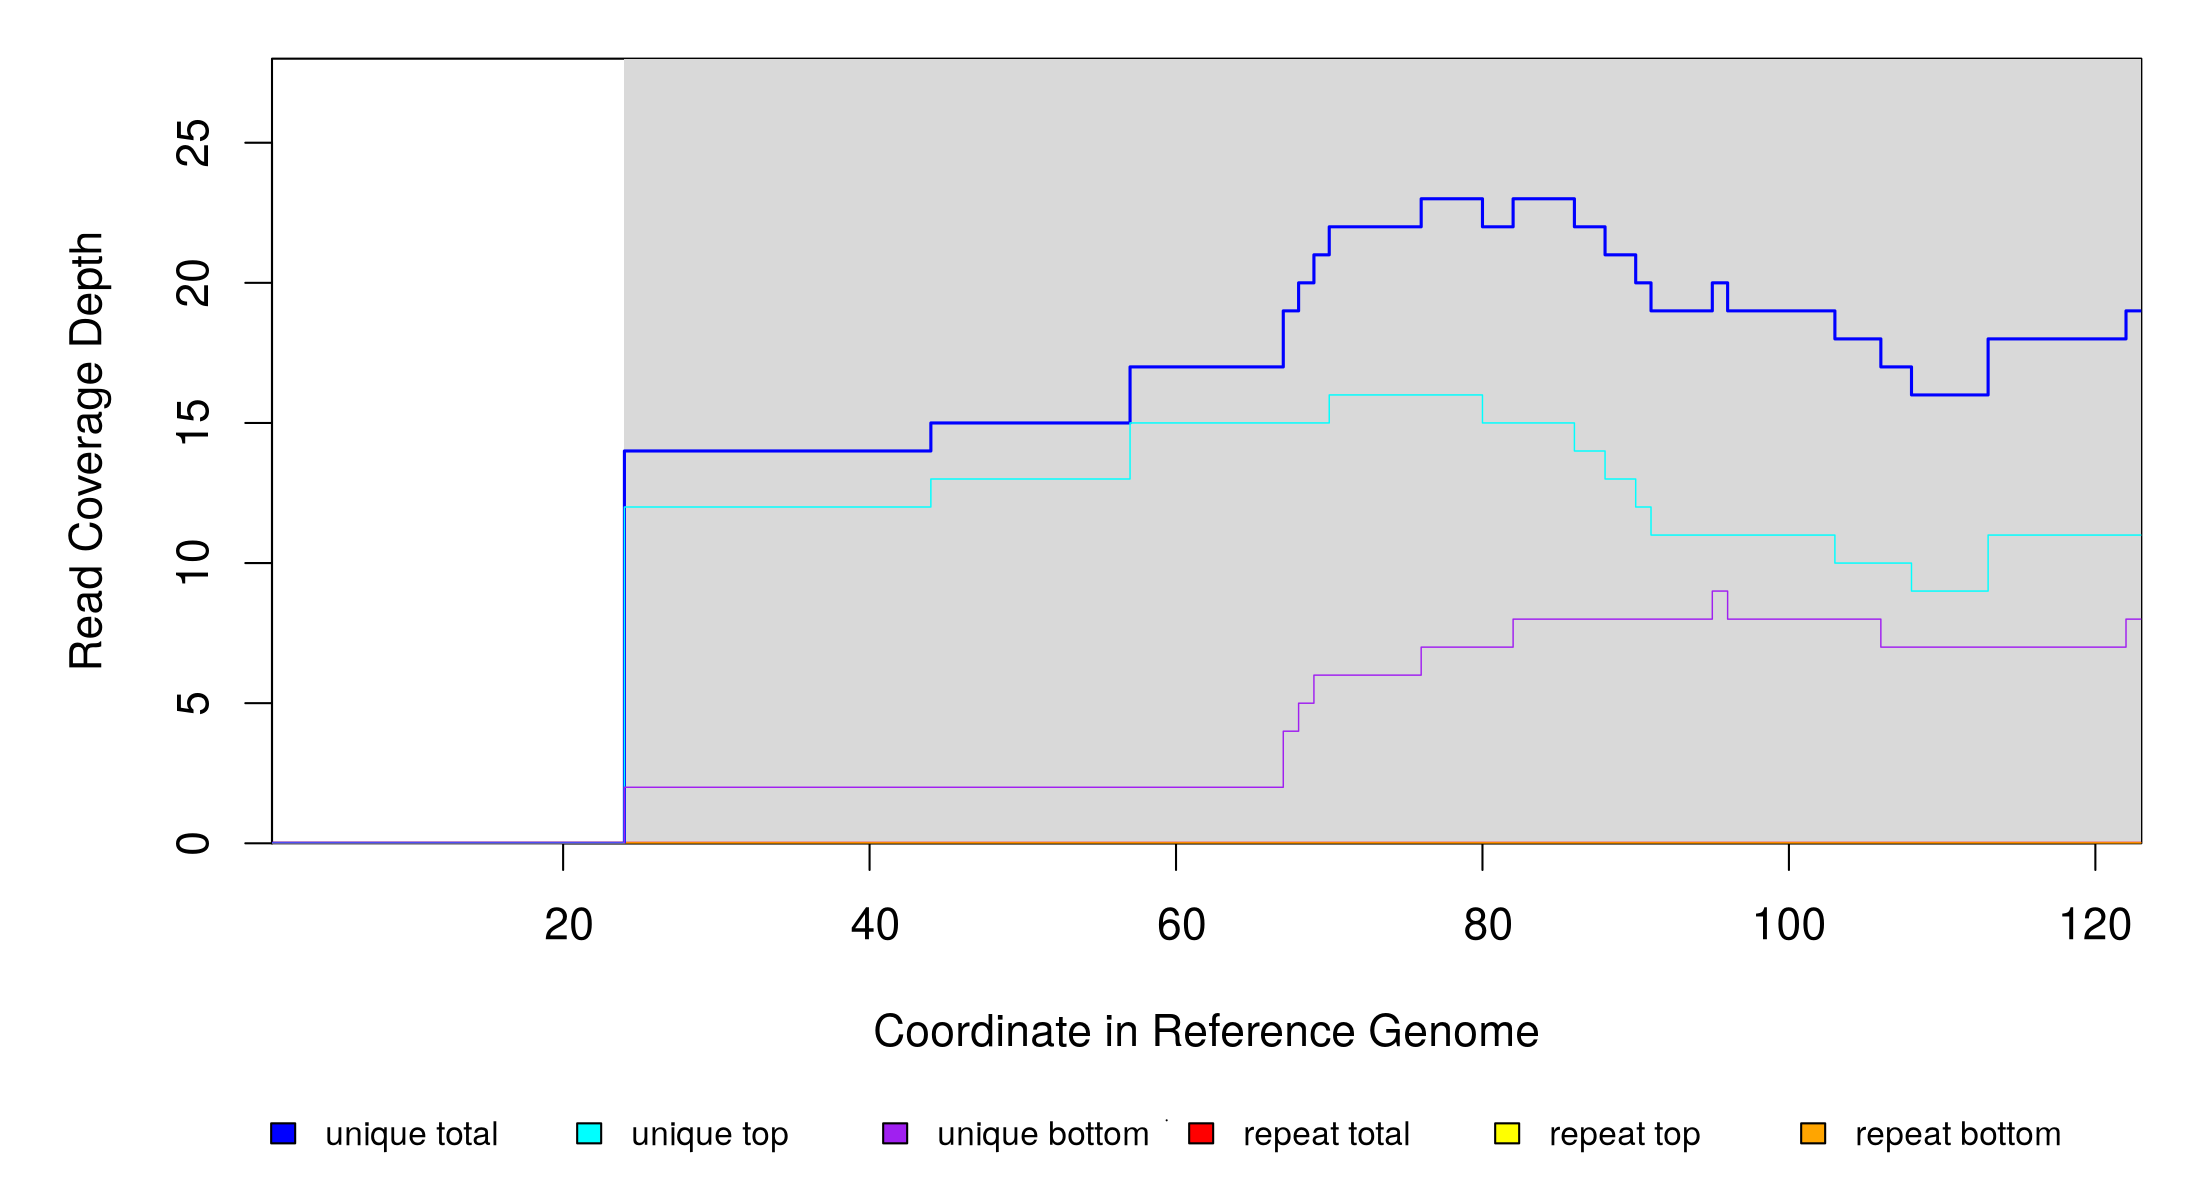 Read Coverage Depth
25
20
15
10
5
0
20 40 60 80 100 120
Coordinate in Reference Genome
unique total unique top unique bottom repeat total repeat top repeat bottom